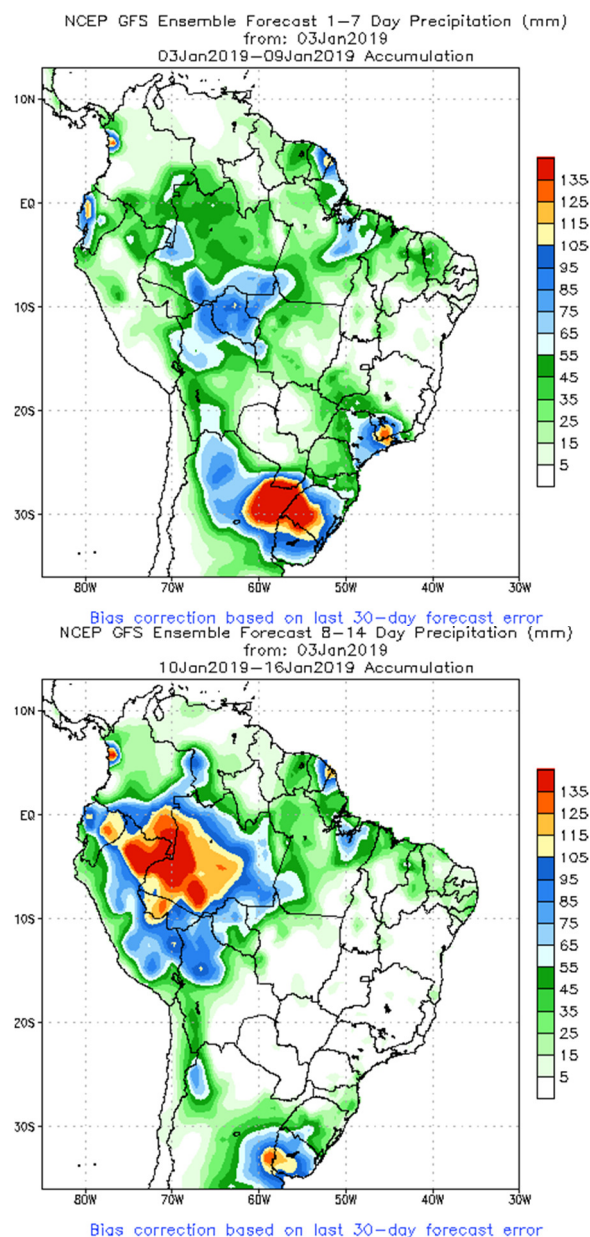 NCEP GFS Ensemble Forecast 1–7 Day Precipitation (mm)
from: 03Jan2019
03Jan2019–09Jan2019 Accumulation
10N
EQ
10S
20S
30S
80W 70W 60W 50W 40W 30W
135
125
115
105
95
85
75
65
55
45
35
25
15
5
Bias correction based on last 30–day forecast error
NCEP GFS Ensemble Forecast 8–14 Day Precipitation (mm)
from: 03Jan2019
10Jan2019–16Jan2019 Accumulation
10N
EQ
10S
20S
30S
80W 70W 60W 50W 40W 30W
135
125
115
105
95
85
75
65
55
45
35
25
15
5
Bias correction based on last 30–day forecast error